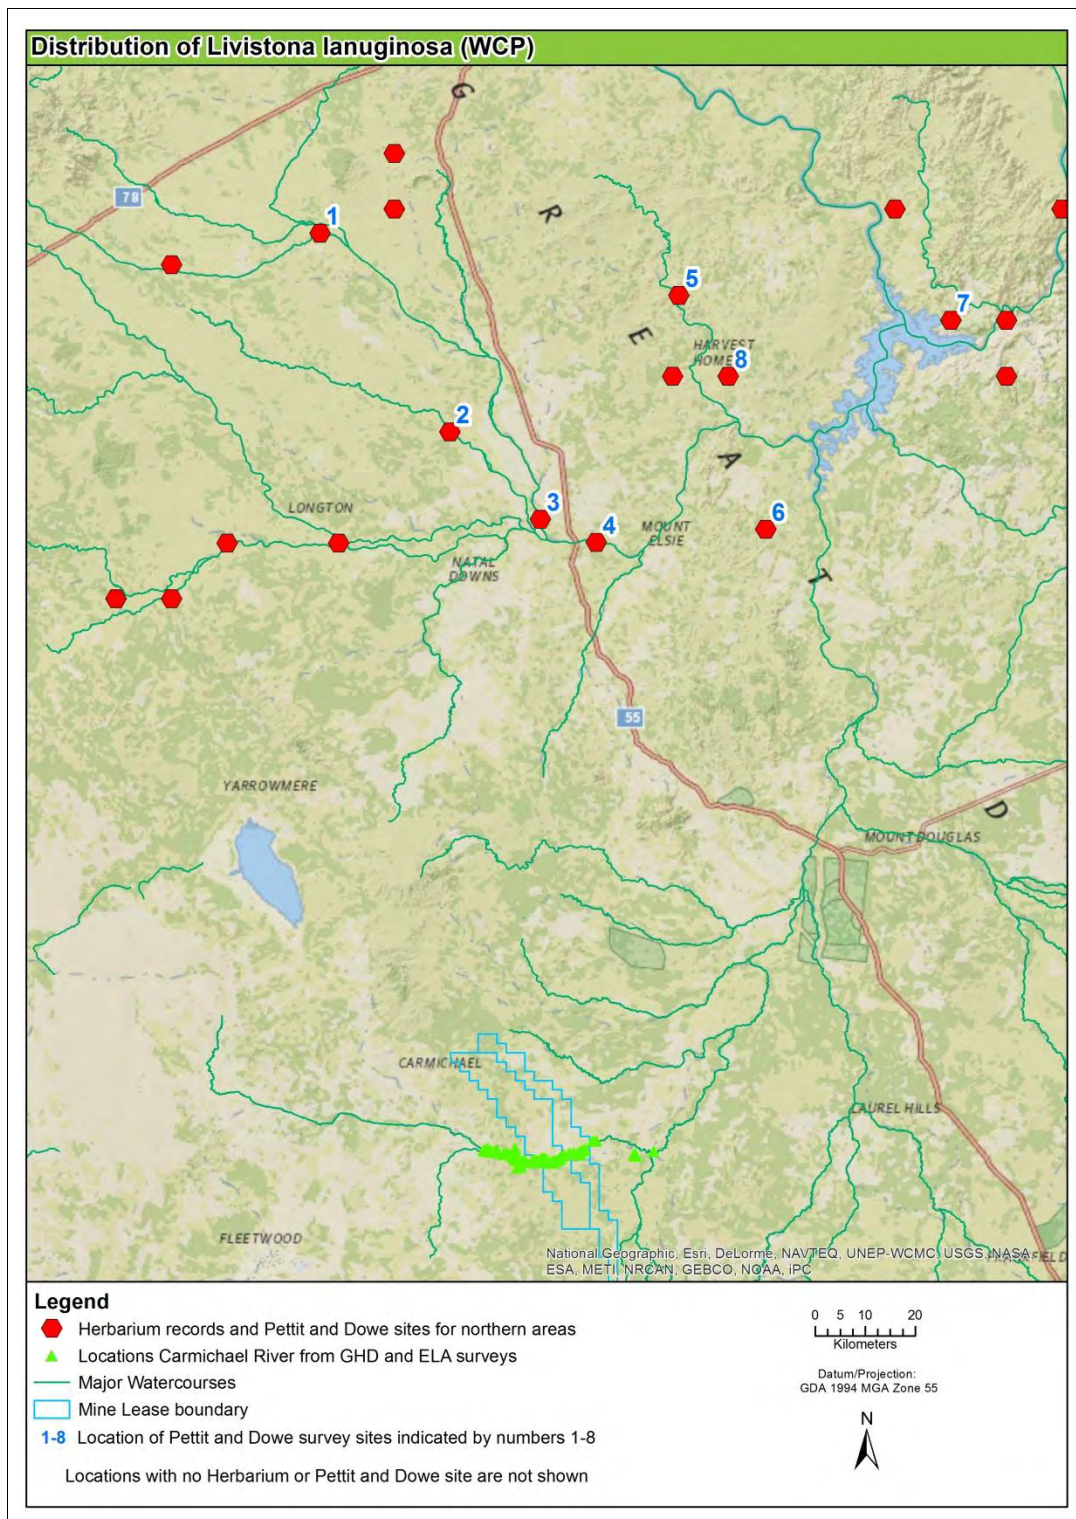 Distribution of Livistona lanuginosa (WCP)
G
R
E
A
T
D
78
1
5
7
HARVEST
HOME
8
2
LONGTON
3
4
MOUNT
ELSIE
6
NATAL
DOWNS
55
YARROWMERE
MOUNT DOUGLAS
CARMICHAEL
LAUREL HILLS
FLEETWOOD
National Geographic, Esri, DeLorme, NAVTEQ, UNEP-WCMC, USGS, NASA,
ESA, METI, NRCAN, GEBCO, NOAA, iPC
Legend
Herbarium records and Pettit and Dowe sites for northern areas
Locations Carmichael River from GHD and ELA surveys
Major Watercourses
Mine Lease boundary
1-8 Location of Pettit and Dowe survey sites indicated by numbers 1-8
Locations with no Herbarium or Pettit and Dowe site are not shown
0 5 10 20
Kilometers
Datum/Projection:
GDA 1994 MGA Zone 55
N